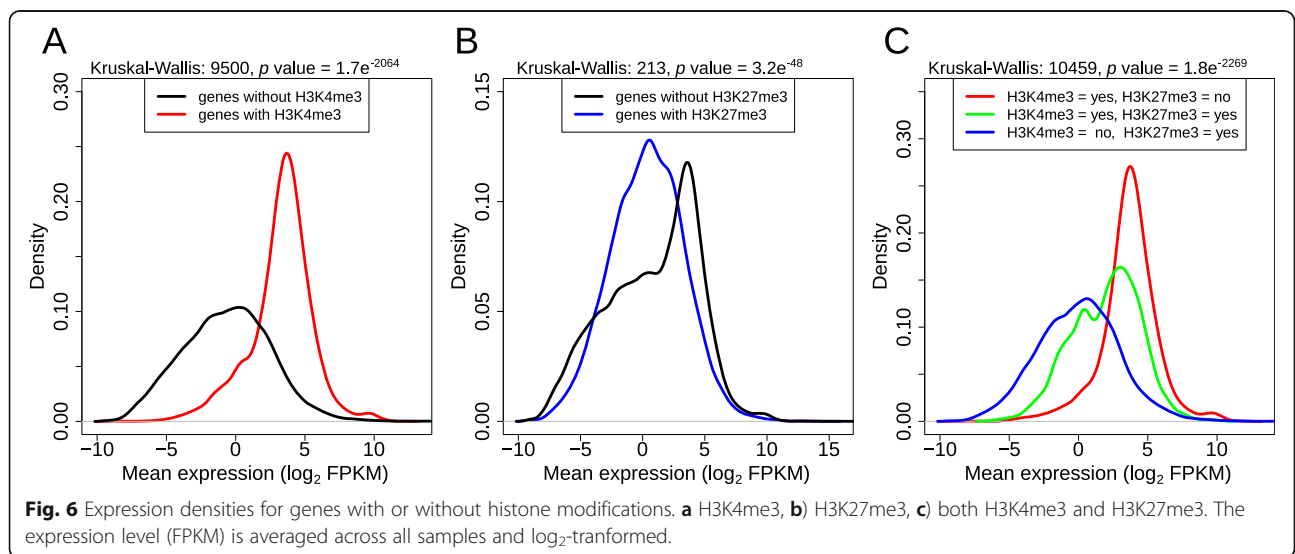 A
Kruskal-Wallis: 9500, p value = 1.7e-2064
genes without H3K4me3
genes with H3K4me3
Density
0.00
0.10
0.20
0.30
−10
−5
0
5
10
Mean expression (log2 FPKM)
B
Kruskal-Wallis: 213, p value = 3.2e-48
genes without H3K27me3
genes with H3K27me3
Density
0.00
0.05
0.10
0.15
−10
−5
0
5
10
15
Mean expression (log2 FPKM)
C
Kruskal-Wallis: 10459, p value = 1.8e-2269
H3K4me3 = yes, H3K27me3 = no
H3K4me3 = yes, H3K27me3 = yes
H3K4me3 = no, H3K27me3 = yes
Density
0.00
0.10
0.20
0.30
−10
−5
0
5
10
Mean expression (log2 FPKM)
Fig. 6 Expression densities for genes with or without histone modifications. a H3K4me3, b) H3K27me3, c) both H3K4me3 and H3K27me3. The
expression level (FPKM) is averaged across all samples and log2-tranformed.